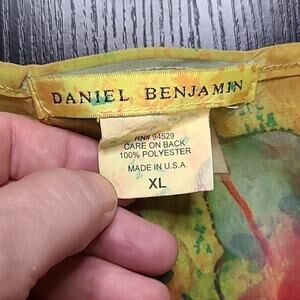 DANIEL BENJAMIN
RN# 94529
CARE ON BACK
100% POLYESTER
MADE IN U.S.A.
XL